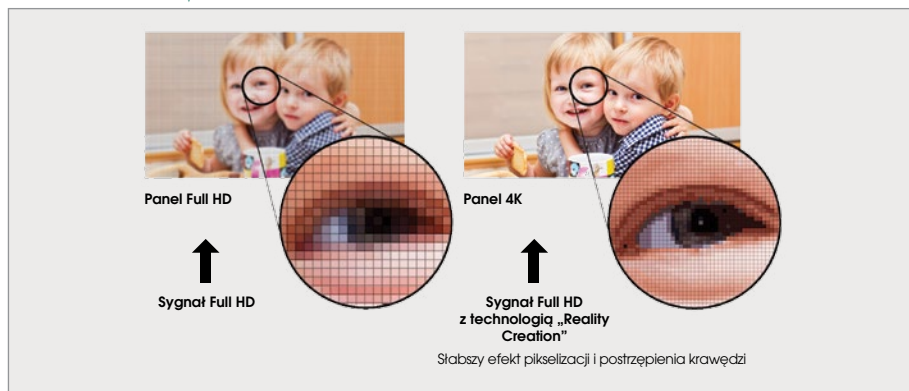 Panel Full HD
Sygnał Full HD
Panel 4K
Sygnał Full HD
z technologią „Reality
Creation”
Słabszy efekt pikselizacji i postrzępienia krawędzi